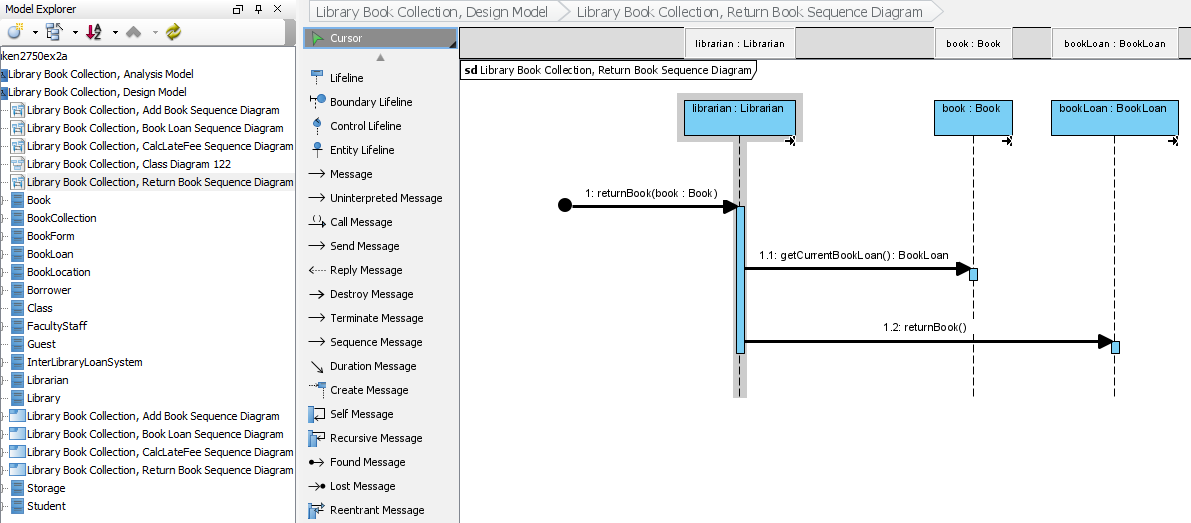 Model Explorer
ken2750ex2a
Library Book Collection, Analysis Model
Library Book Collection, Design Model
Library Book Collection, Add Book Sequence Diagram
Library Book Collection, Book Loan Sequence Diagram
Library Book Collection, CalcLateFee Sequence Diagram
Library Book Collection, Class Diagram 122
Library Book Collection, Return Book Sequence Diagram
Book
BookCollection
BookForm
BookLoan
BookLocation
Borrower
Class
FacultyStaff
Guest
InterLibraryLoanSystem
Librarian
Library
Library Book Collection, Add Book Sequence Diagram
Library Book Collection, Book Loan Sequence Diagram
Library Book Collection, CalcLateFee Sequence Diagram
Library Book Collection, Return Book Sequence Diagram
Storage
Student
Cursor
Lifeline
Boundary Lifeline
Control Lifeline
Entity Lifeline
Message
Uninterpreted Message
Call Message
Send Message
Reply Message
Destroy Message
Terminate Message
Sequence Message
Duration Message
Create Message
Self Message
Recursive Message
Found Message
Lost Message
Reentrant Message
Library Book Collection, Design Model
Library Book Collection, Return Book Sequence Diagram
librarian : Librarian
book : Book
bookLoan : BookLoan
sd Library Book Collection, Return Book Sequence Diagram
librarian : Librarian
book : Book
bookLoan : BookLoan
1: returnBook(book : Book)
1.1: getCurrentBookLoan(): BookLoan
1.2: returnBook()